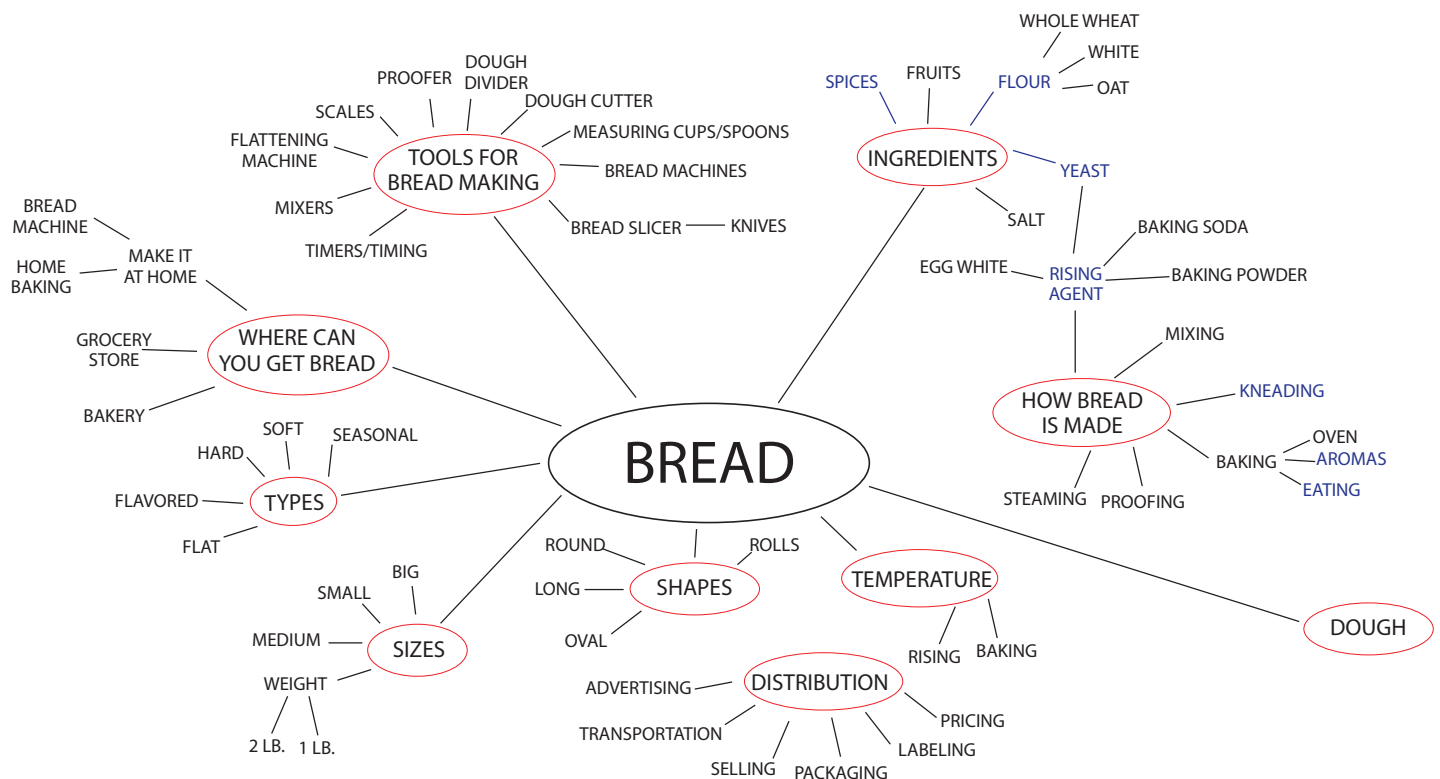 WHOLE WHEAT
WHITE
OAT
FLOUR
FRUITS
SPICES
INGREDIENTS
YEAST
SALT
BAKING SODA
EGG WHITE
RISING
AGENT
BAKING POWDER
DOUGH
DIVIDER
PROOFER
DOUGH CUTTER
SCALES
MEASURING CUPS/SPOONS
FLATTENING
MACHINE
TOOLS FOR
BREAD MAKING
BREAD MACHINES
MIXERS
BREAD SLICER
KNIVES
TIMERS/TIMING
BREAD
MACHINE
MAKE IT
AT HOME
HOME
BAKING
WHERE CAN
YOU GET BREAD
GROCERY
STORE
BAKERY
MIXING
KNEADING
HOW BREAD
IS MADE
BAKING
OVEN
AROMAS
EATING
STEAMING
PROOFING
BREAD
SOFT
SEASONAL
HARD
FLAVORED
TYPES
FLAT
ROUND
ROLLS
LONG
SHAPES
OVAL
TEMPERATURE
RISING
BAKING
DOUGH
BIG
SMALL
MEDIUM
SIZES
WEIGHT
2 LB.
1 LB.
ADVERTISING
DISTRIBUTION
TRANSPORTATION
PRICING
LABELING
SELLING
PACKAGING